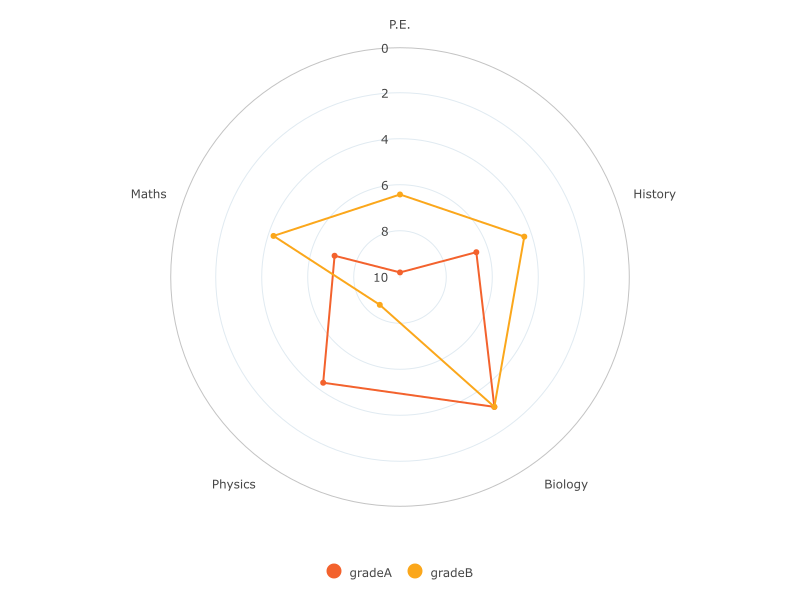 P.E.
0
2
4
6
8
10
Maths
History
Physics
Biology
gradeA
gradeB